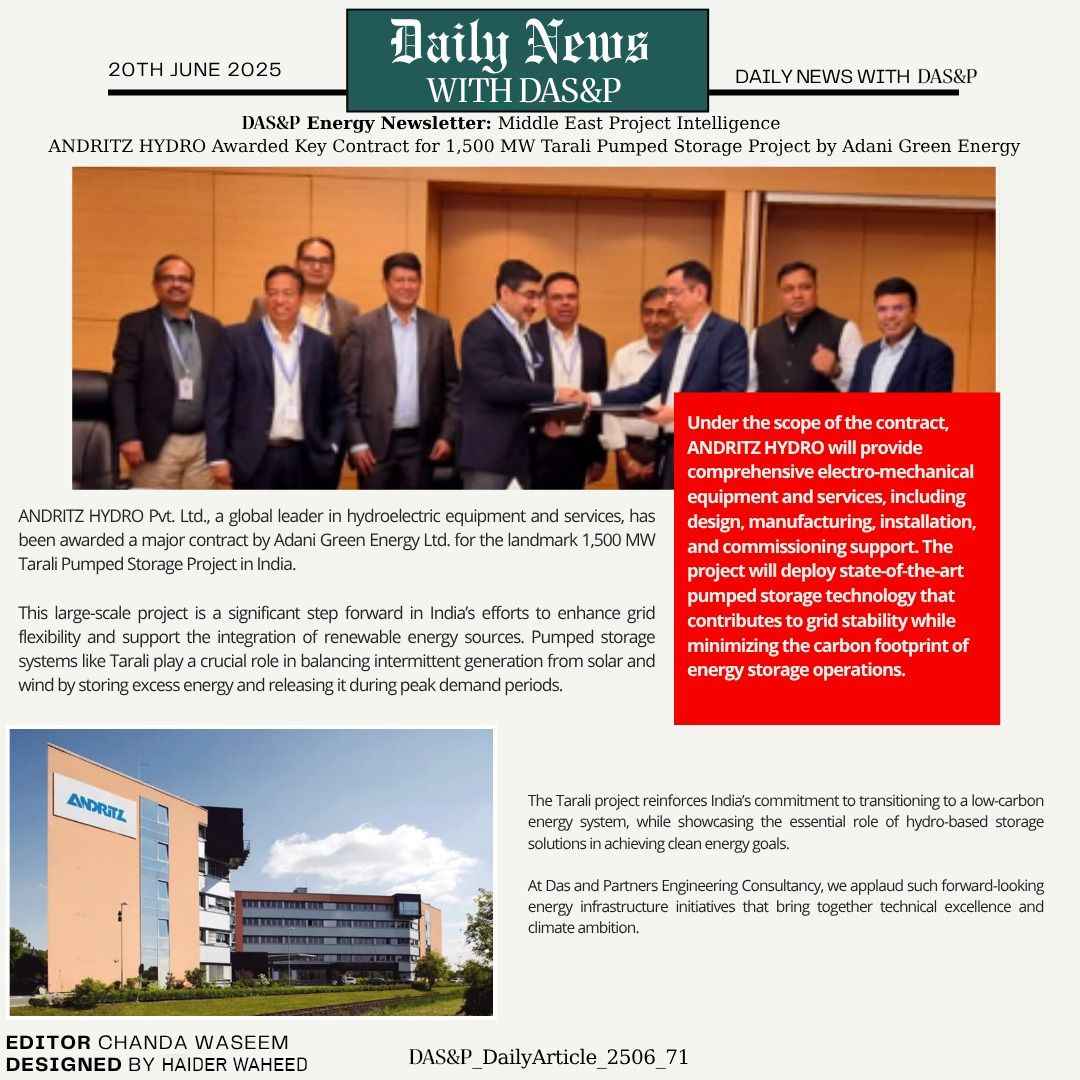 20TH JUNE 2025
Daily News
WITH DAS&P
DAILY NEWS WITH DAS&P
DAS&P Energy Newsletter: Middle East Project Intelligence
ANDRITZ HYDRO Awarded Key Contract for 1,500 MW Tarali Pumped Storage Project by Adani Green Energy
Under the scope of the contract,
ANDRITZ HYDRO will provide
comprehensive electro-mechanical
equipment and services, including
design, manufacturing, installation,
and commissioning support. The
project will deploy state-of-the-art
pumped storage technology that
contributes to grid stability while
minimizing the carbon footprint of
energy storage operations.
ANDRITZ HYDRO Pvt. Ltd., a global leader in hydroelectric equipment and services, has
been awarded a major contract by Adani Green Energy Ltd. for the landmark 1,500 MW
Tarali Pumped Storage Project in India.
This large-scale project is a significant step forward in India’s efforts to enhance grid
flexibility and support the integration of renewable energy sources. Pumped storage
systems like Tarali play a crucial role in balancing intermittent generation from solar and
wind by storing excess energy and releasing it during peak demand periods.
ANDRITZ
The Tarali project reinforces India’s commitment to transitioning to a low-carbon
energy system, while showcasing the essential role of hydro-based storage
solutions in achieving clean energy goals.
At Das and Partners Engineering Consultancy, we applaud such forward-looking
energy infrastructure initiatives that bring together technical excellence and
climate ambition.
EDITOR CHANDA WASEEM
DESIGNED BY HAIDER WAHEED
DAS&P_DailyArticle_2506_71